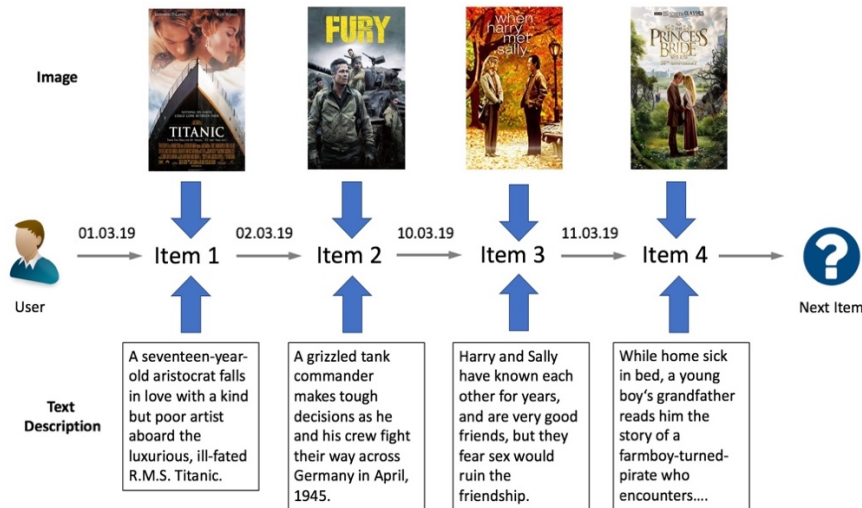 Image
TITANIC
FURY
when
harry
met
sally
PRINCESS
BRIDE
01.03.19
02.03.19
10.03.19
11.03.19
User
Item 1
Item 2
Item 3
Item 4
Next Item
Text
Description
A seventeen-year-
old aristocrat falls
in love with a kind
but poor artist
aboard the
luxurious, ill-fated
R.M.S. Titanic.
A grizzled tank
commander
makes tough
decisions as he
and his crew fight
their way across
Germany in April,
1945.
Harry and Sally
have known each
other for years,
and are very good
friends, but they
fear sex would
ruin the
friendship.
While home sick
in bed, a young
boy‘s grandfather
reads him the
story of a
farmboy-turned-
pirate who
encounters….